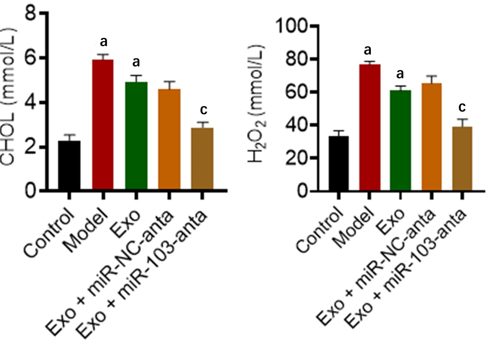 CHOL (mmol/L)
8
6
4
2
0
a
a
c
Control
Model
Exo
Exo + miR-NC-anta
Exo + miR-103-anta
H₂O₂ (mmol/L)
100
80
60
40
20
0
a
a
c
Control
Model
Exo
Exo + miR-NC-anta
Exo + miR-103-anta